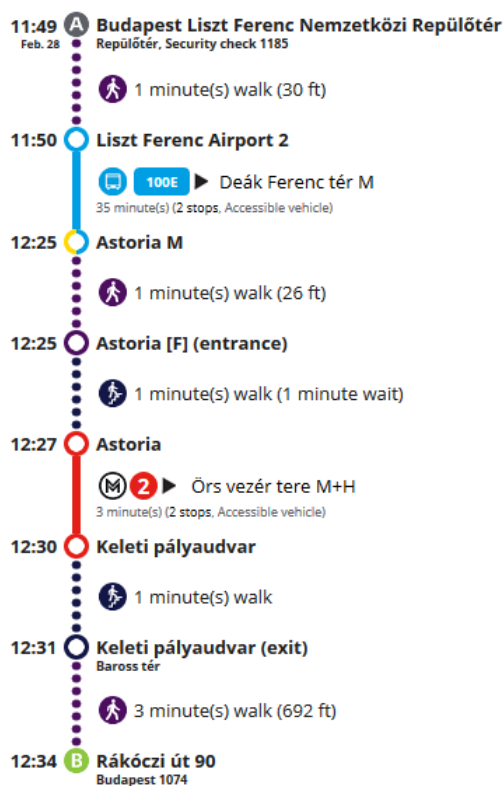 11:49 A Budapest Liszt Ferenc Nemzetközi Repülőtér
Feb. 28 Repülőtér, Security check 1185
1 minute(s) walk (30 ft)
11:50 Liszt Ferenc Airport 2
100E Deák Ferenc tér M
35 minute(s) (2 stops, Accessible vehicle)
12:25 Astoria M
1 minute(s) walk (26 ft)
12:25 Astoria [F] (entrance)
1 minute(s) walk (1 minute wait)
12:27 Astoria
M 2 Örs vezér tere M+H
3 minute(s) (2 stops, Accessible vehicle)
12:30 Keleti pályaudvar
1 minute(s) walk
12:31 Keleti pályaudvar (exit)
Baross tér
3 minute(s) walk (692 ft)
12:34 B Rákóczi út 90
Budapest 1074